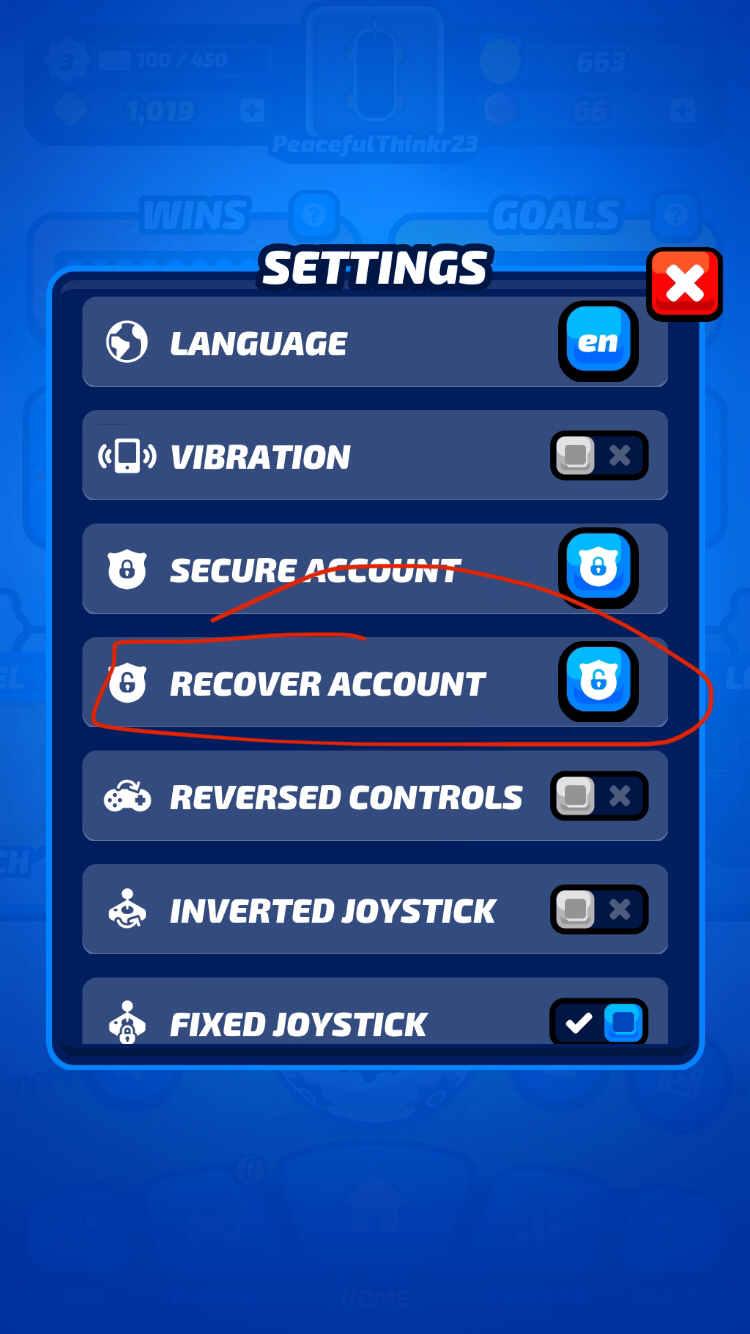 3 100 / 450 663
1,019 66
PeacefulThinkr23
WINS ? GOALS ?
SETTINGS
LANGUAGE en
VIBRATION
SECURE ACCOUNT
RECOVER ACCOUNT
REVERSED CONTROLS
INVERTED JOYSTICK
FIXED JOYSTICK
HOME